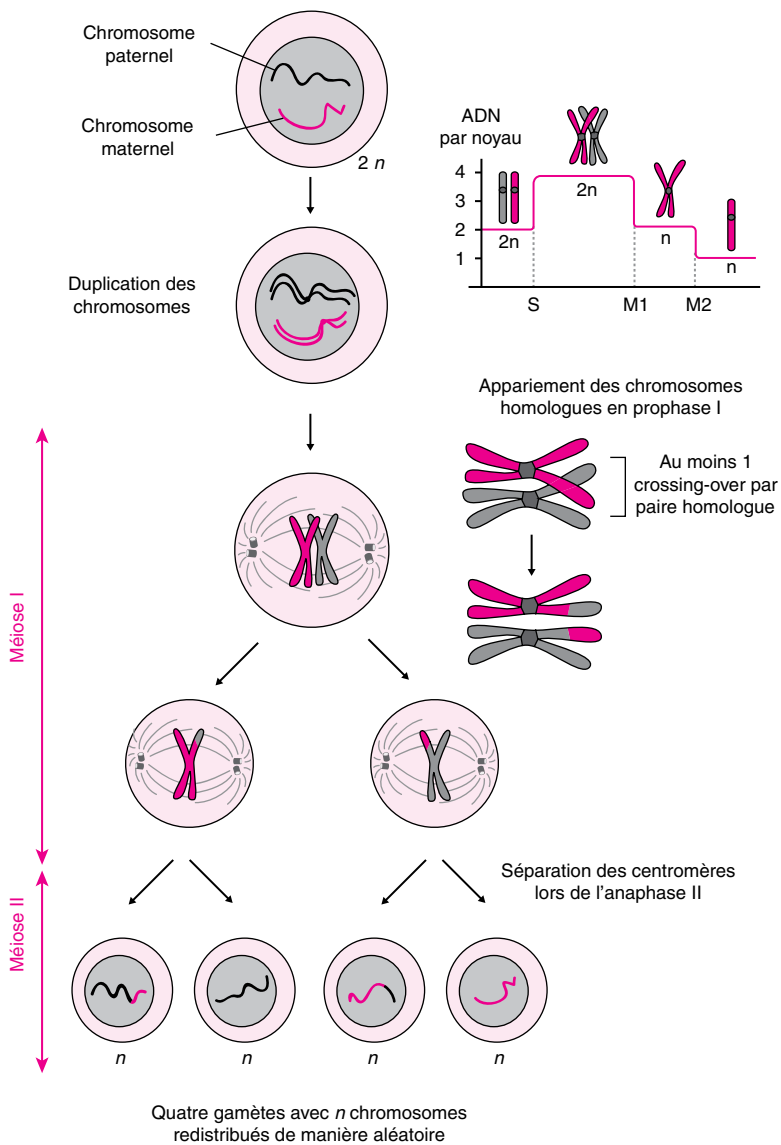 Chromosome
paternel
Chromosome
maternel
2 n
ADN
par noyau
4
3
2
1
2n
2n
n
n
S
M1
M2
Duplication des
chromosomes
Appariement des chromosomes
homologues en prophase I
Au moins 1
crossing-over par
paire homologue
Méiose I
Séparation des centromères
lors de l'anaphase II
Méiose II
n
n
n
n
Quatre gamètes avec n chromosomes
redistribués de manière aléatoire